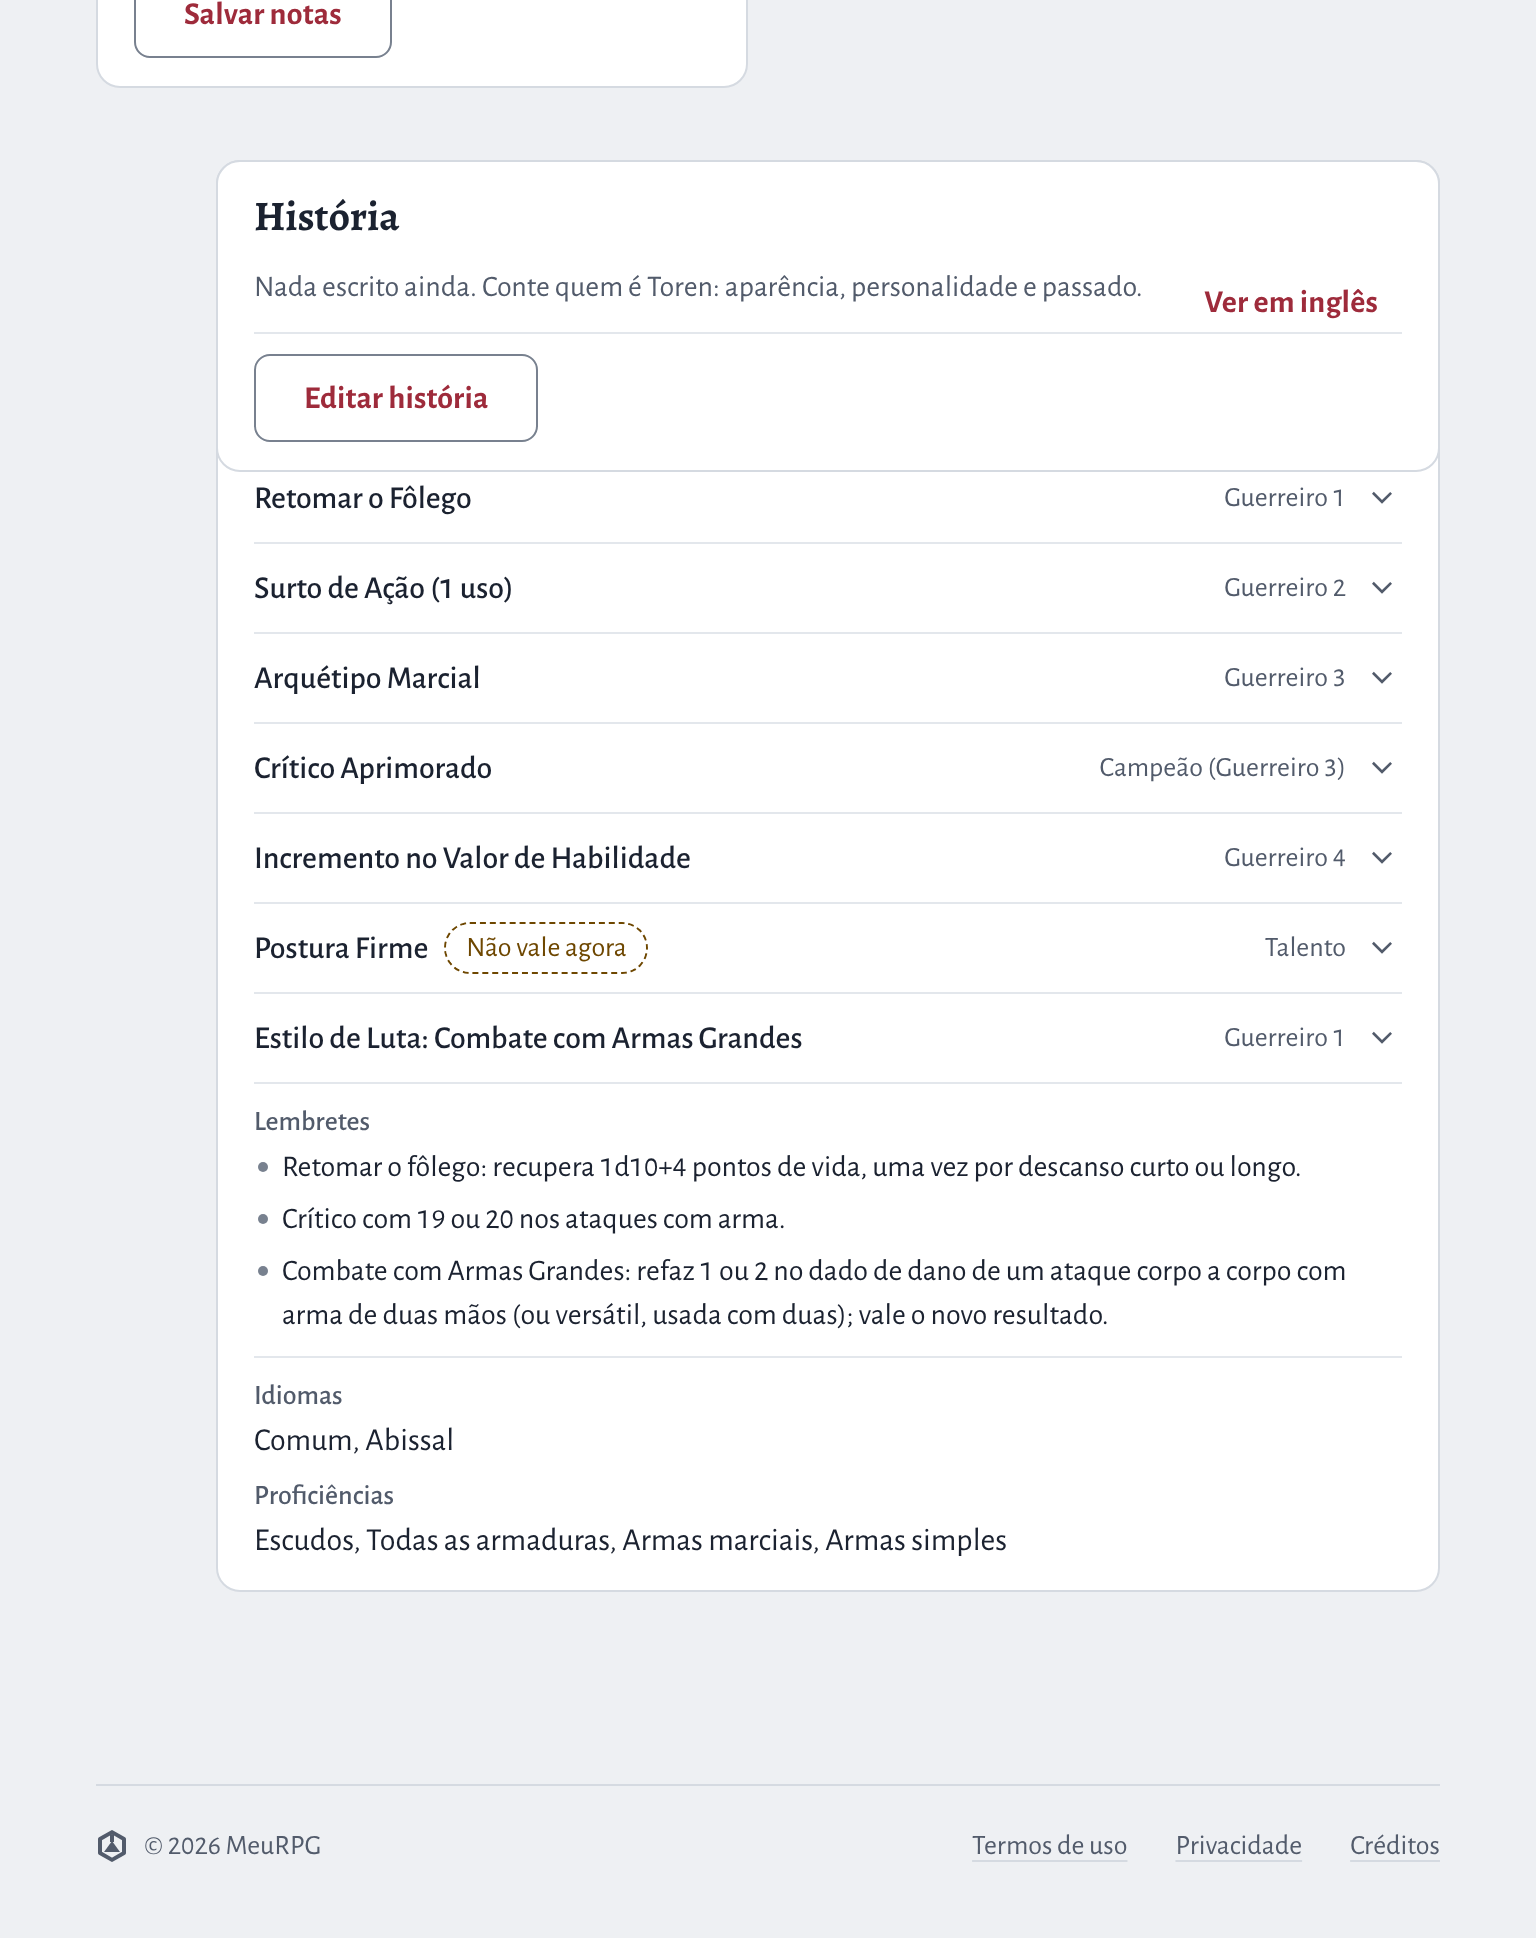 Salvar notas
História
Nada escrito ainda. Conte quem é Toren: aparência, personalidade e passado.
Ver em inglês
Editar história
Retomar o Fôlego Guerreiro 1
Surto de Ação (1 uso) Guerreiro 2
Arquétipo Marcial Guerreiro 3
Crítico Aprimorado Campeão (Guerreiro 3)
Incremento no Valor de Habilidade Guerreiro 4
Postura Firme Não vale agora Talento
Estilo de Luta: Combate com Armas Grandes Guerreiro 1
Lembretes
Retomar o fôlego: recupera 1d10+4 pontos de vida, uma vez por descanso curto ou longo.
Crítico com 19 ou 20 nos ataques com arma.
Combate com Armas Grandes: refaz 1 ou 2 no dado de dano de um ataque corpo a corpo com
arma de duas mãos (ou versátil, usada com duas); vale o novo resultado.
Idiomas
Comum, Abissal
Proficiências
Escudos, Todas as armaduras, Armas marciais, Armas simples
© 2026 MeuRPG Termos de uso Privacidade Créditos